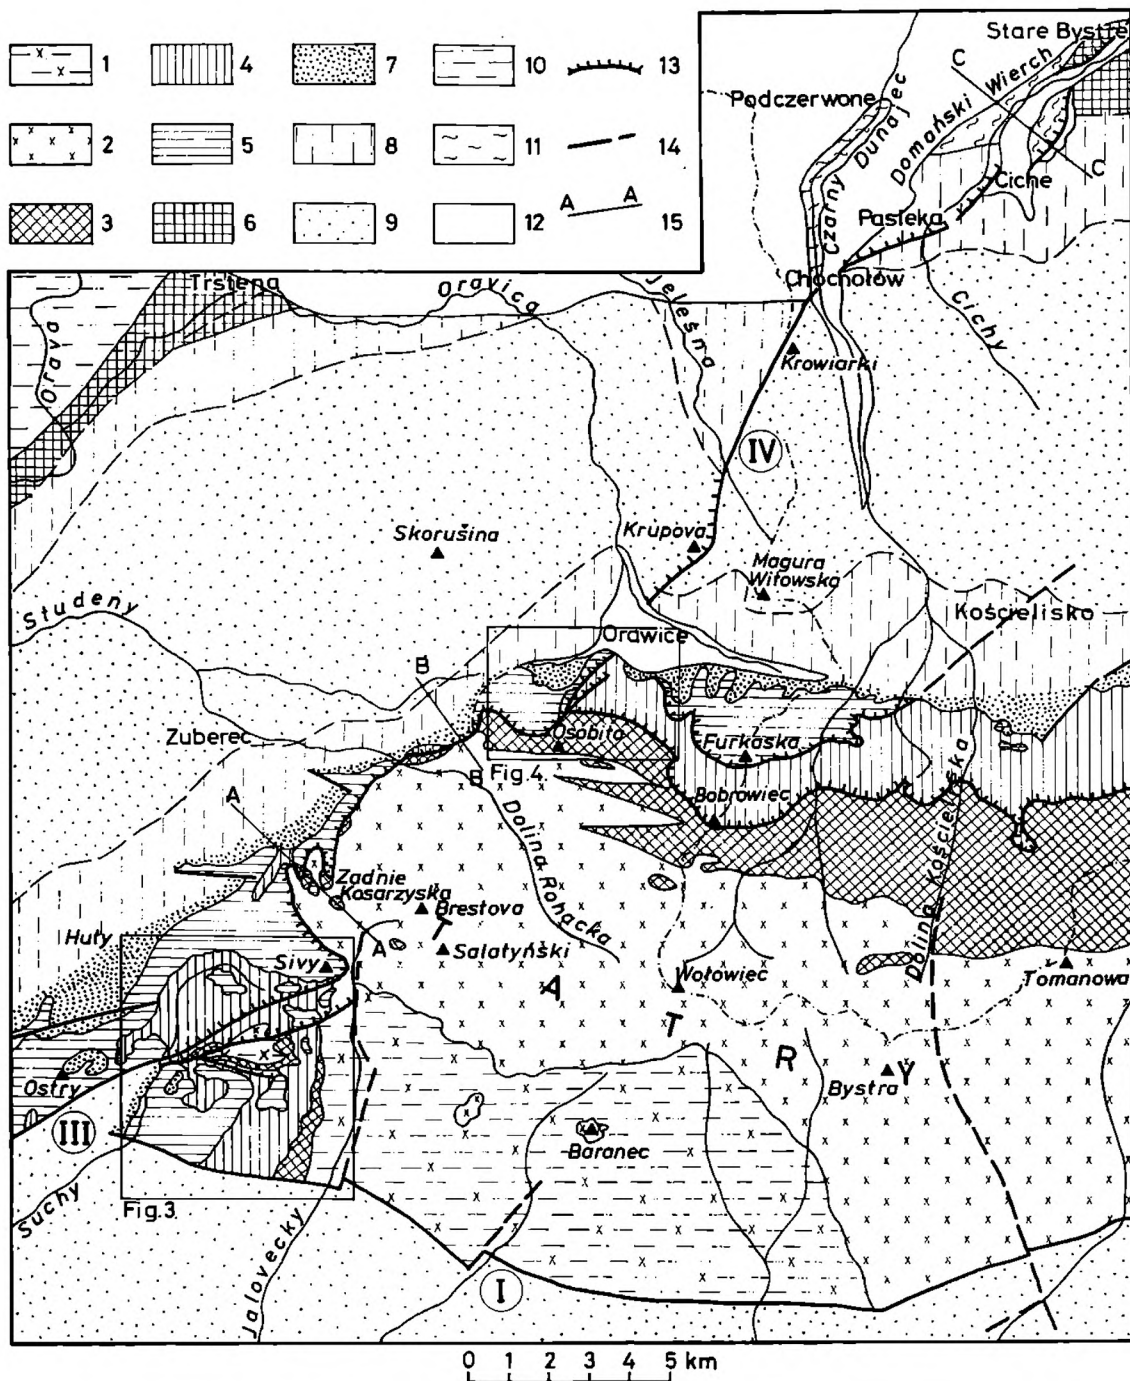 1
4
7
10
13
2
5
8
11
14
3
6
9
12
A A
15
Stare Bystre
C
Podczerwone
Czarny Dunajec
Domański Wierch
C
Ciche
Pasieka
Chochołów
Cichy
Trstena
Oravica
Jelešna
Orava
Krowiarki
IV
Skorušina
Krupova
Magura
Witowska
Studeny
Kościelisko
Orawice
B
Zuberec
Osobita
Furkaska
Fig.4.
B
A
Bobrowiec
Dolina Rohacka
Dolina Kościeliska
Zadnie
Kosarzyska
Brestova
T
Huty
Salatyński
A
Sivy
Wołowiec
Tomanowa
A
T
R
Y
Ostry
Bystra
III
Baranec
Suchy
Fig.3
Jalovecky
I
0 1 2 3 4 5 km